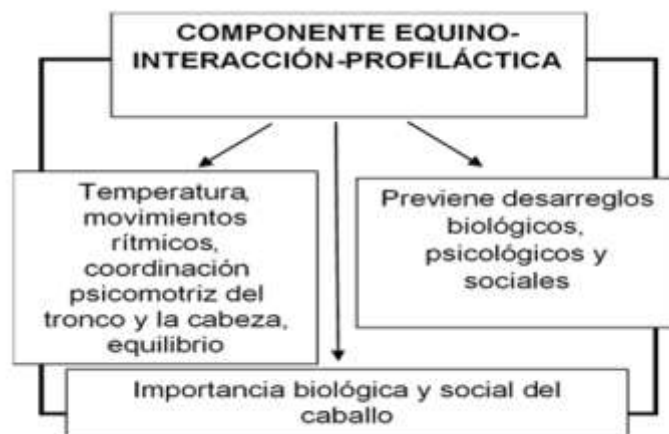 COMPONENTE EQUINO-
INTERACCIÓN-PROFILÁCTICA
Temperatura,
movimientos
rítmicos,
coordinación
psicomotriz del
tronco y la cabeza,
equilibrio
Previene desarreglos
biológicos,
psicológicos y
sociales
Importancia biológica y social del
caballo